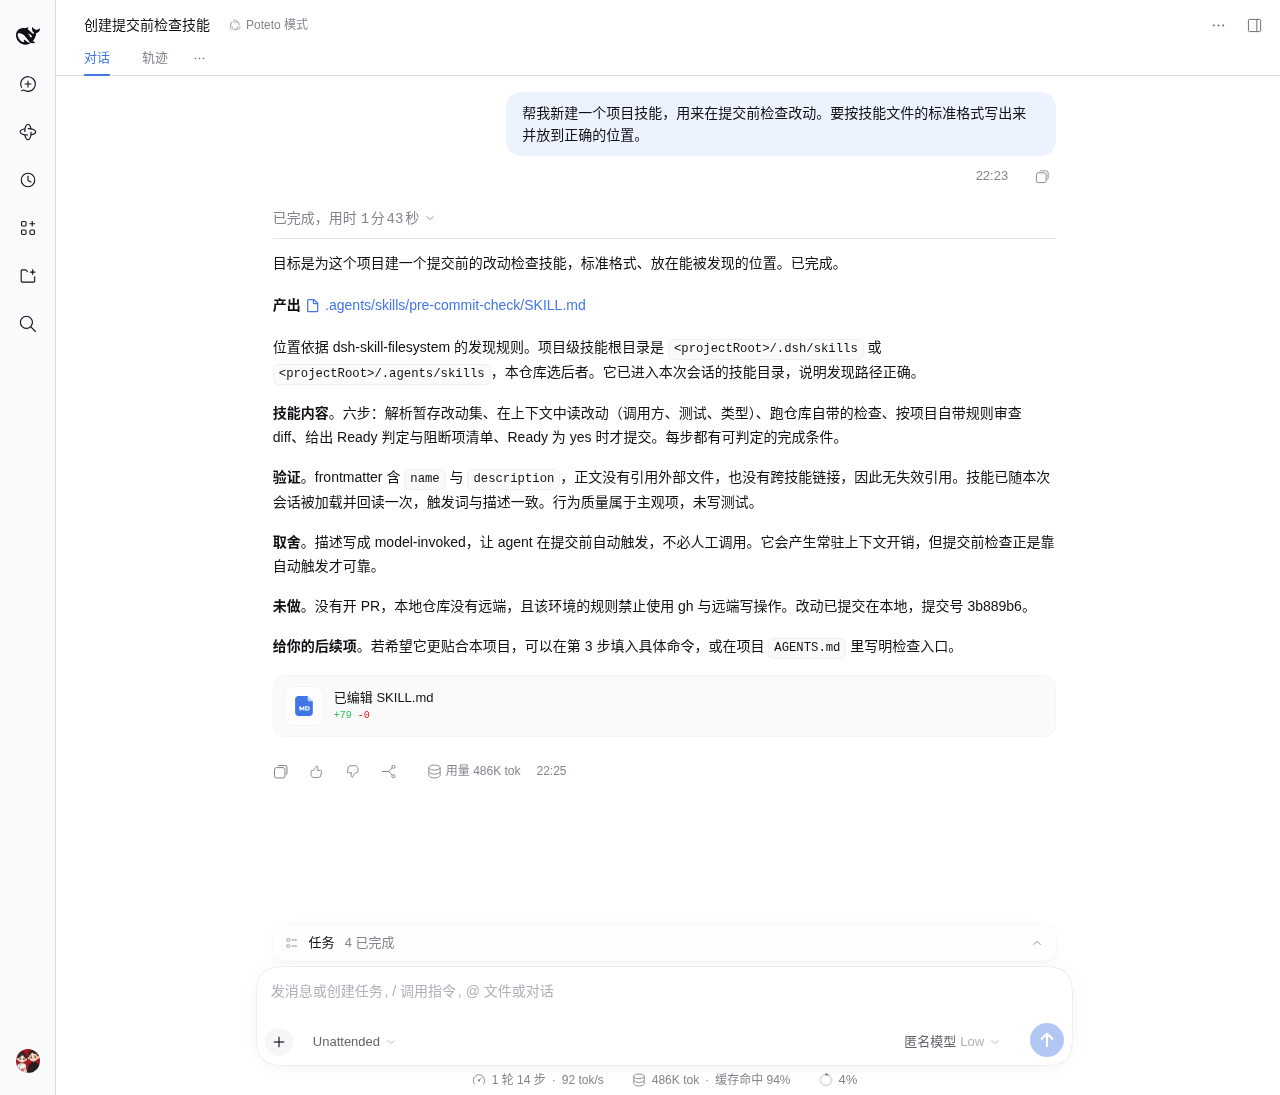 创建提交前检查技能
Poteto 模式
对话 轨迹 ···
帮我新建一个项目技能，用来在提交前检查改动。要按技能文件的标准格式写出来
并放到正确的位置。
22:23
已完成，用时 1分43秒
目标是为这个项目建一个提交前的改动检查技能，标准格式、放在能被发现的位置。已完成。
产出 .agents/skills/pre-commit-check/SKILL.md
位置依据 dsh-skill-filesystem 的发现规则。项目级技能根目录是 <projectRoot>/.dsh/skills 或
<projectRoot>/.agents/skills，本仓库选后者。它已进入本次会话的技能目录，说明发现路径正确。
技能内容。六步：解析暂存改动集、在上下文中读改动（调用方、测试、类型）、跑仓库自带的检查、按项目自带规则审查
diff、给出 Ready 判定与阻断项清单、Ready 为 yes 时才提交。每步都有可判定的完成条件。
验证。frontmatter 含 name 与 description，正文没有引用外部文件，也没有跨技能链接，因此无失效引用。技能已随本次
会话被加载并回读一次，触发词与描述一致。行为质量属于主观项，未写测试。
取舍。描述写成 model-invoked，让 agent 在提交前自动触发，不必人工调用。它会产生常驻上下文开销，但提交前检查正是靠
自动触发才可靠。
未做。没有开 PR，本地仓库没有远端，且该环境的规则禁止使用 gh 与远端写操作。改动已提交在本地，提交号 3b889b6。
给你的后续项。若希望它更贴合本项目，可以在第 3 步填入具体命令，或在项目 AGENTS.md 里写明检查入口。
已编辑 SKILL.md
+79 -0
用量 486K tok 22:25
任务 4 已完成
发消息或创建任务, / 调用指令, @ 文件或对话
Unattended
匿名模型 Low
1 轮 14 步 · 92 tok/s 486K tok · 缓存命中 94% 4%